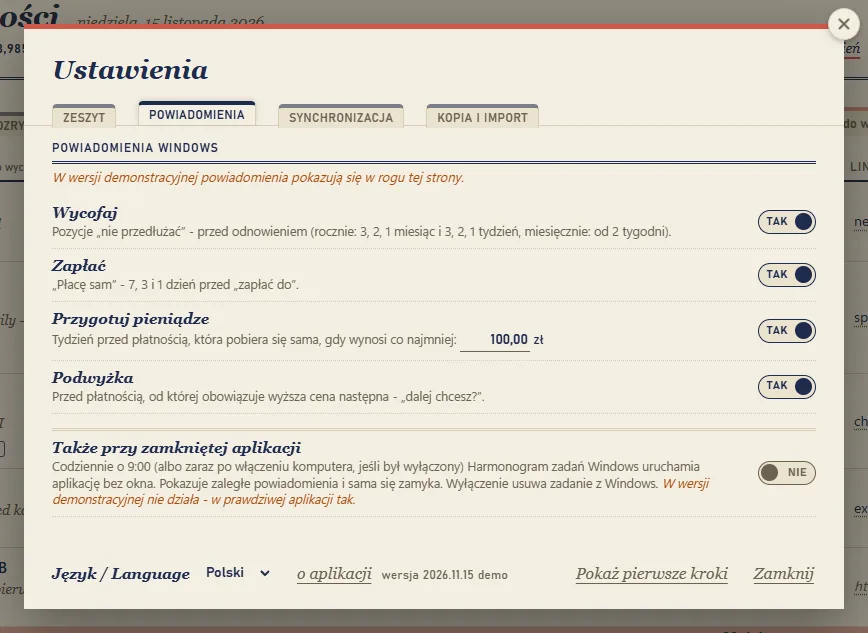 ości niedziela, 15 listopada 2026
Ustawienia
ZESZYT POWIADOMIENIA SYNCHRONIZACJA KOPIA I IMPORT
POWIADOMIENIA WINDOWS
W wersji demonstracyjnej powiadomienia pokazują się w rogu tej strony.
Wycofaj
Pozycje „nie przedłużać” - przed odnowieniem (rocznie: 3, 2, 1 miesiąc i 3, 2, 1 tydzień, miesięcznie: od 2 tygodni).
TAK
Zapłać
„Płacę sam” - 7, 3 i 1 dzień przed „zapłać do”.
TAK
Przygotuj pieniądze
Tydzień przed płatnością, która pobiera się sama, gdy wynosi co najmniej: 100,00 zł
TAK
Podwyżka
Przed płatnością, od której obowiązuje wyższa cena następna - „dalej chcesz?”.
TAK
Także przy zamkniętej aplikacji
Codziennie o 9:00 (albo zaraz po włączeniu komputera, jeśli był wyłączony) Harmonogram zadań Windows uruchamia
aplikację bez okna. Pokazuje zaległe powiadomienia i sama się zamyka. Wyłączenie usuwa zadanie z Windows. W wersji
demonstracyjnej nie działa - w prawdziwej aplikacji tak.
NIE
Język / Language Polski o aplikacji wersja 2026.11.15 demo Pokaż pierwsze kroki Zamknij